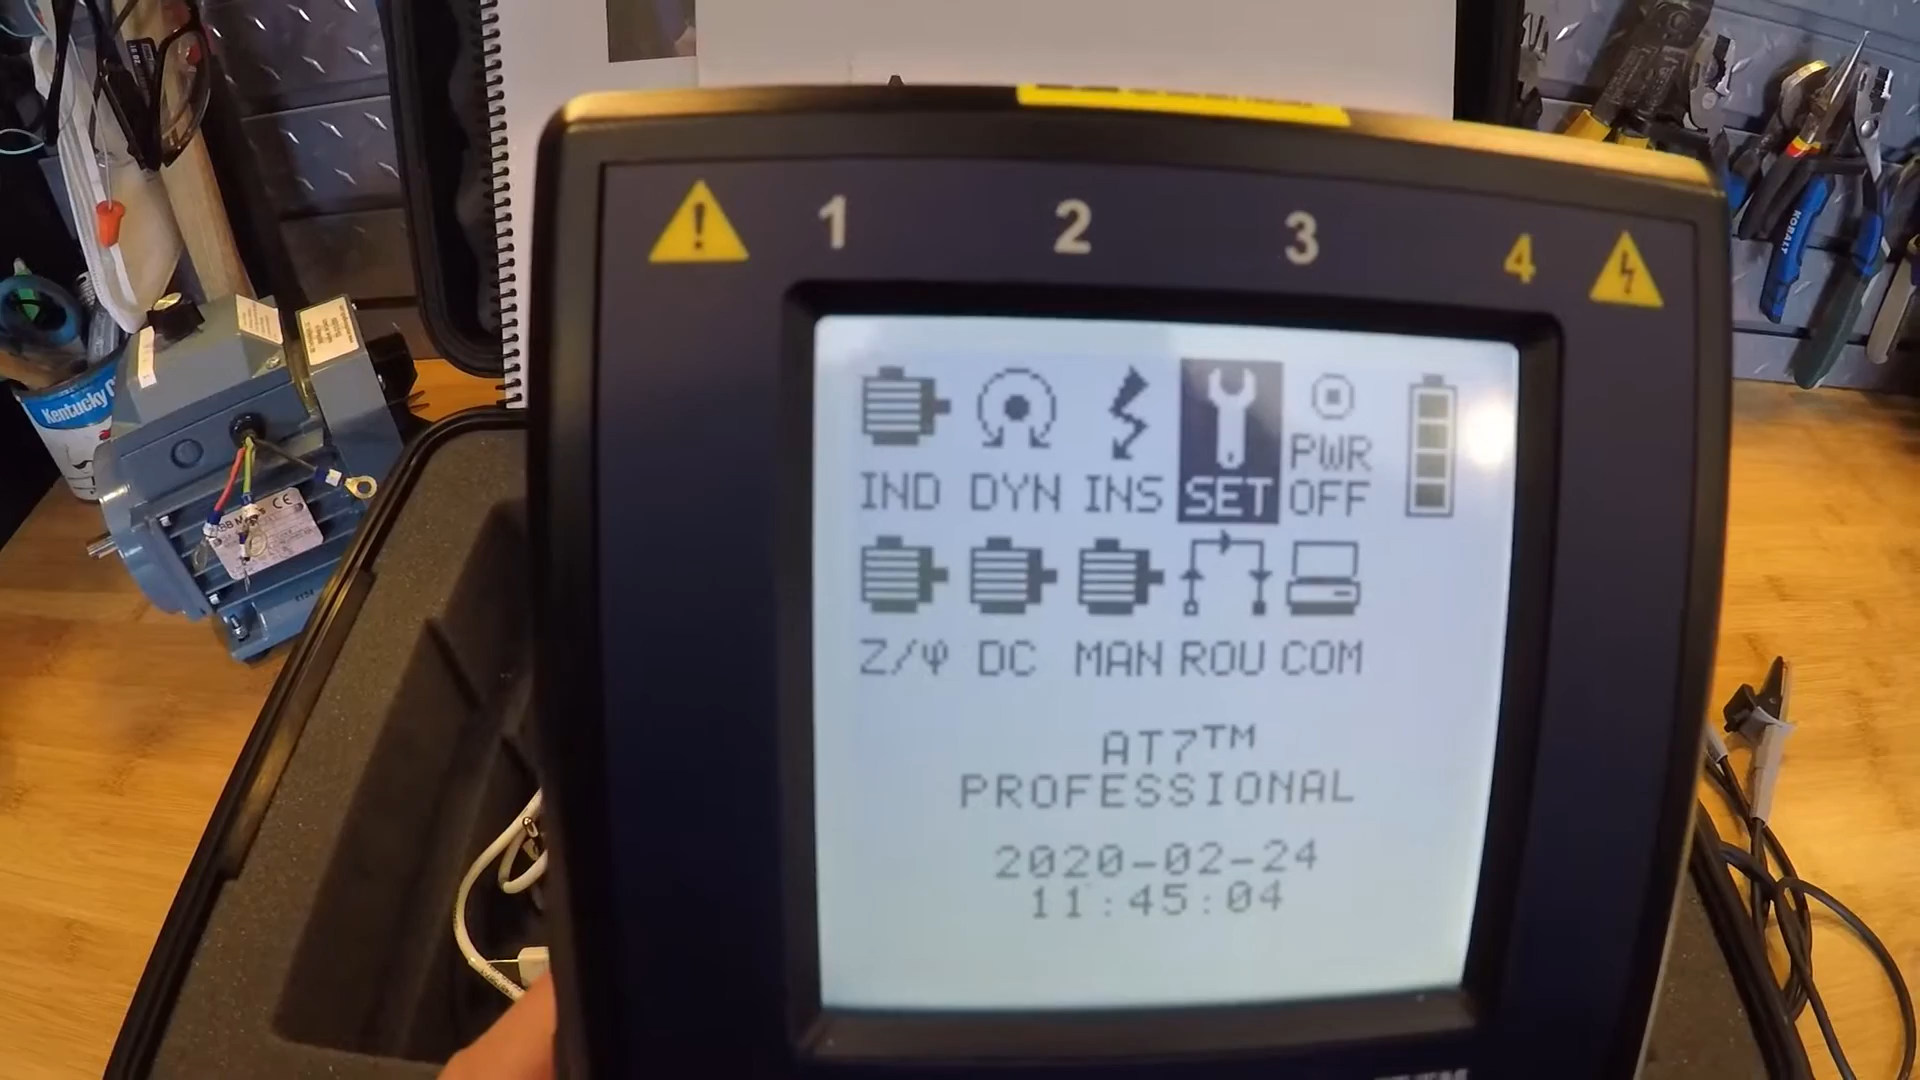 1 2 3 4
IND DYN INS SET PWR OFF
Z/φ DC MAN ROU COM
AT7™
PROFESSIONAL
2020-02-24
11:45:04
Kentucky
CE
KOBALT